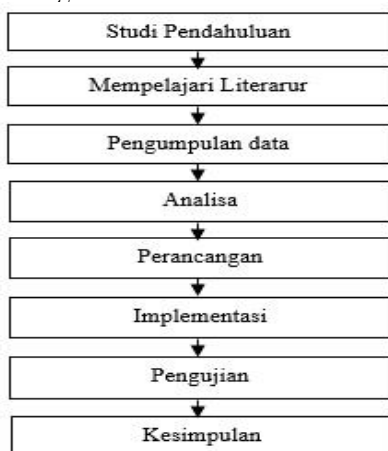 Studi Pendahuluan
Mempelajari Literarur
Pengumpulan data
Analisa
Perancangan
Implementasi
Pengujian
Kesimpulan